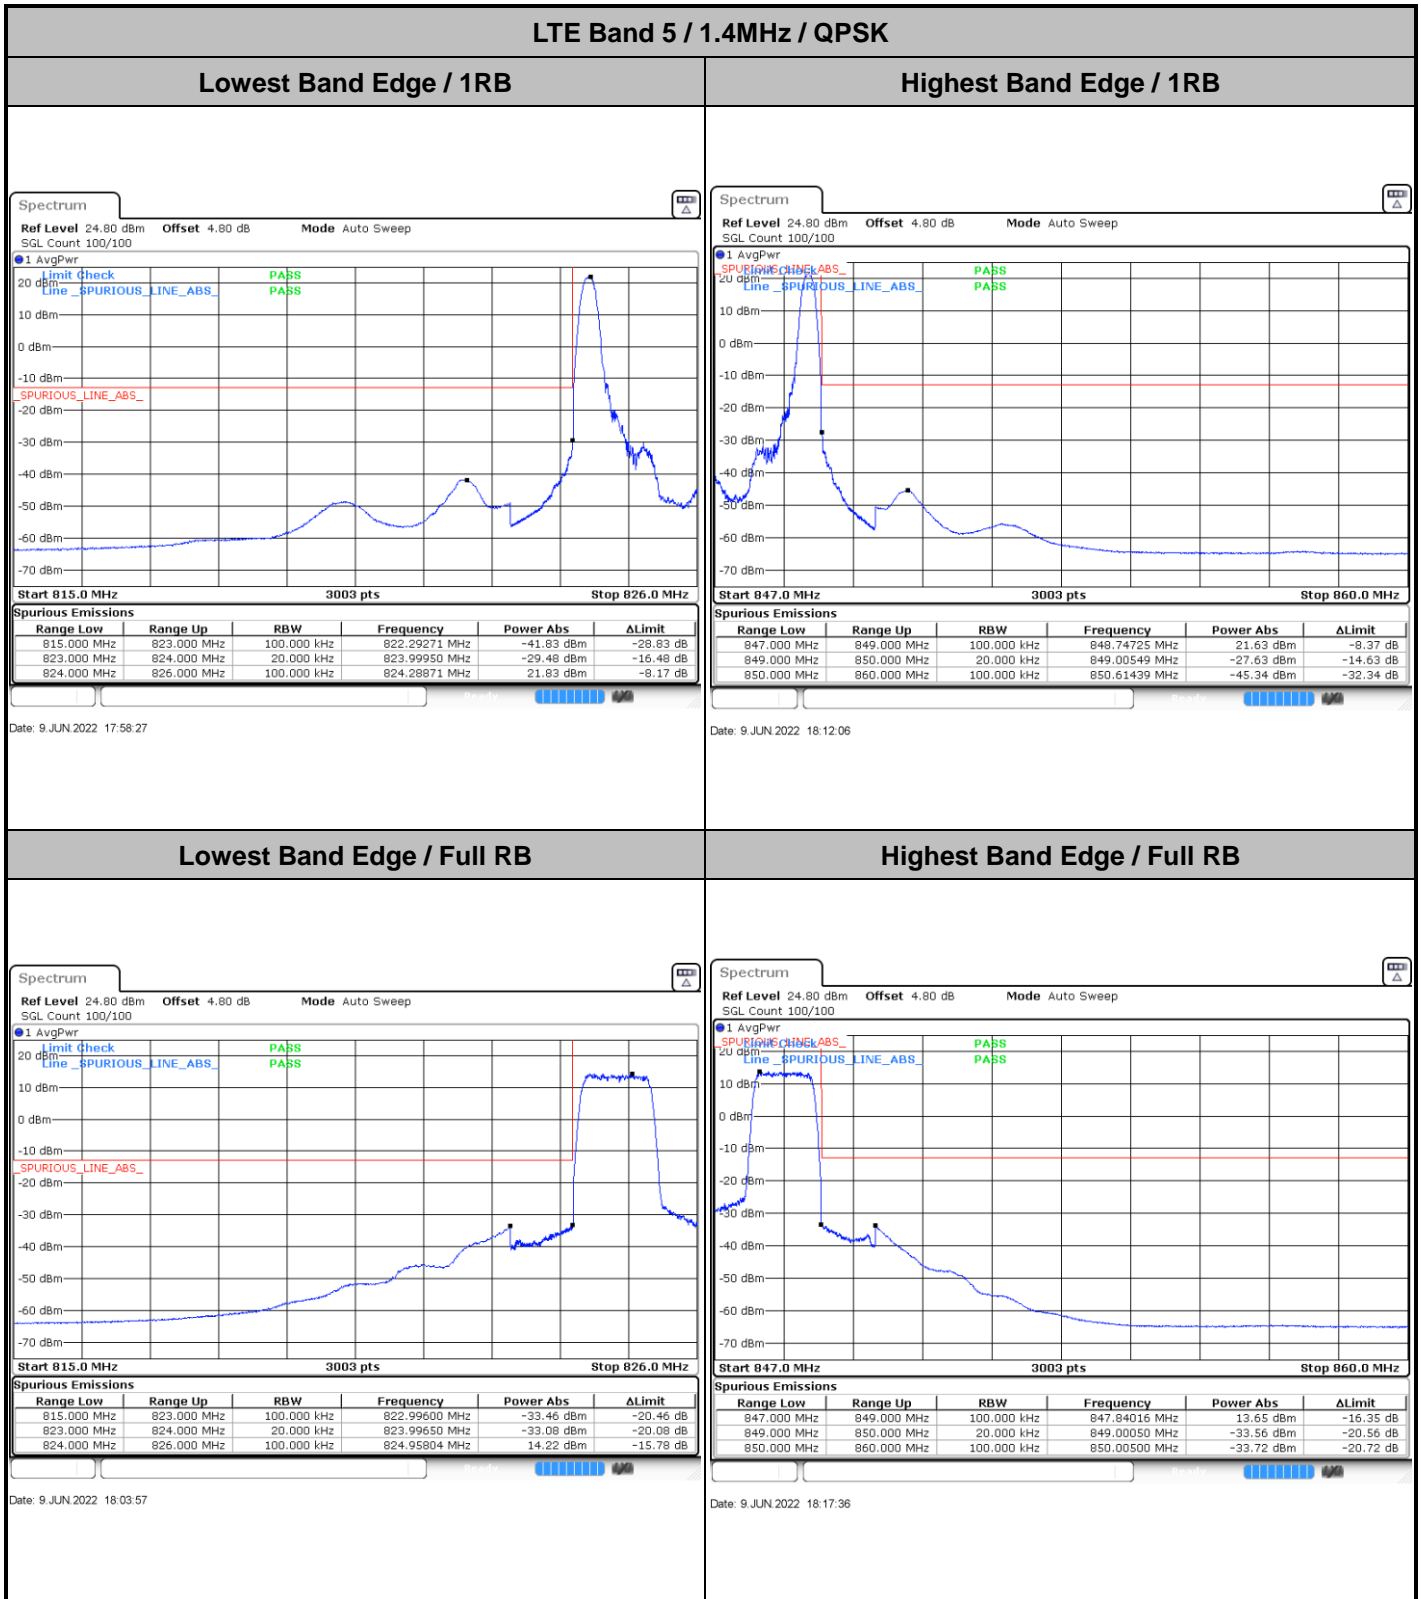 LTE Band 5 / 1.4MHz / QPSK
Lowest Band Edge / 1RB
Highest Band Edge / 1RB
Spectrum
Ref Level 24.80 dBm Offset 4.80 dB Mode Auto Sweep
SGL Count 100/100
1 AvgPwr
Limit Check PASS
Line _SPURIOUS_LINE_ABS_ PASS
20 dBm
10 dBm
0 dBm
-10 dBm
_SPURIOUS_LINE_ABS_
-20 dBm
-30 dBm
-40 dBm
-50 dBm
-60 dBm
-70 dBm
Start 815.0 MHz 3003 pts Stop 826.0 MHz
Spurious Emissions
Range Low Range Up RBW Frequency Power Abs ΔLimit
815.000 MHz 823.000 MHz 100.000 kHz 822.29271 MHz -41.83 dBm -28.83 dB
823.000 MHz 824.000 MHz 20.000 kHz 823.99950 MHz -29.48 dBm -16.48 dB
824.000 MHz 826.000 MHz 100.000 kHz 824.28871 MHz 21.83 dBm -8.17 dB
Ready
Date: 9.JUN.2022 17:58:27
Spectrum
Ref Level 24.80 dBm Offset 4.80 dB Mode Auto Sweep
SGL Count 100/100
1 AvgPwr
_SPURIOUS_LINE_ABS_
Limit Check PASS
20 dBm
Line _SPURIOUS_LINE_ABS_ PASS
10 dBm
0 dBm
-10 dBm
-20 dBm
-30 dBm
-40 dBm
-50 dBm
-60 dBm
-70 dBm
Start 847.0 MHz 3003 pts Stop 860.0 MHz
Spurious Emissions
Range Low Range Up RBW Frequency Power Abs ΔLimit
847.000 MHz 849.000 MHz 100.000 kHz 848.74725 MHz 21.63 dBm -8.37 dB
849.000 MHz 850.000 MHz 20.000 kHz 849.00549 MHz -27.63 dBm -14.63 dB
850.000 MHz 860.000 MHz 100.000 kHz 850.61439 MHz -45.34 dBm -32.34 dB
Ready
Date: 9.JUN.2022 18:12:06
Lowest Band Edge / Full RB
Highest Band Edge / Full RB
Spectrum
Ref Level 24.80 dBm Offset 4.80 dB Mode Auto Sweep
SGL Count 100/100
1 AvgPwr
Limit Check PASS
Line _SPURIOUS_LINE_ABS_ PASS
20 dBm
10 dBm
0 dBm
-10 dBm
_SPURIOUS_LINE_ABS_
-20 dBm
-30 dBm
-40 dBm
-50 dBm
-60 dBm
-70 dBm
Start 815.0 MHz 3003 pts Stop 826.0 MHz
Spurious Emissions
Range Low Range Up RBW Frequency Power Abs ΔLimit
815.000 MHz 823.000 MHz 100.000 kHz 822.99600 MHz -33.46 dBm -20.46 dB
823.000 MHz 824.000 MHz 20.000 kHz 823.99650 MHz -33.08 dBm -20.08 dB
824.000 MHz 826.000 MHz 100.000 kHz 824.95804 MHz 14.22 dBm -15.78 dB
Ready
Date: 9.JUN.2022 18:03:57
Spectrum
Ref Level 24.80 dBm Offset 4.80 dB Mode Auto Sweep
SGL Count 100/100
1 AvgPwr
_SPURIOUS_LINE_ABS_
Limit Check PASS
20 dBm
Line _SPURIOUS_LINE_ABS_ PASS
10 dBm
0 dBm
-10 dBm
-20 dBm
-30 dBm
-40 dBm
-50 dBm
-60 dBm
-70 dBm
Start 847.0 MHz 3003 pts Stop 860.0 MHz
Spurious Emissions
Range Low Range Up RBW Frequency Power Abs ΔLimit
847.000 MHz 849.000 MHz 100.000 kHz 847.84016 MHz 13.65 dBm -16.35 dB
849.000 MHz 850.000 MHz 20.000 kHz 849.00050 MHz -33.56 dBm -20.56 dB
850.000 MHz 860.000 MHz 100.000 kHz 850.00500 MHz -33.72 dBm -20.72 dB
Ready
Date: 9.JUN.2022 18:17:36